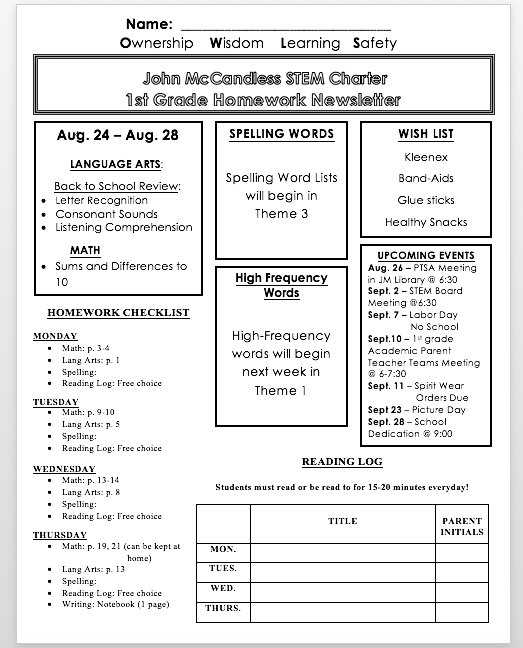 Name: ______________________________
Ownership Wisdom Learning Safety
John McCandless STEM Charter
1st Grade Homework Newsletter
Aug. 24 – Aug. 28
LANGUAGE ARTS:
Back to School Review:
• Letter Recognition
• Consonant Sounds
• Listening Comprehension
MATH
• Sums and Differences to
10
SPELLING WORDS
Spelling Word Lists
will begin in
Theme 3
High Frequency
Words
High-Frequency
words will begin
next week in
Theme 1
WISH LIST
Kleenex
Band-Aids
Glue sticks
Healthy Snacks
UPCOMING EVENTS
Aug. 26 – PTSA Meeting
in JM Library @ 6:30
Sept. 2 – STEM Board
Meeting @6:30
Sept. 7 – Labor Day
No School
Sept.10 – 1st grade
Academic Parent
Teacher Teams Meeting
@ 6-7:30
Sept. 11 – Spirit Wear
Orders Due
Sept 23 – Picture Day
Sept. 28 – School
Dedication @ 9:00
HOMEWORK CHECKLIST
MONDAY
• Math: p. 3-4
• Lang Arts: p. 1
• Spelling:
• Reading Log: Free choice
TUESDAY
• Math: p. 9-10
• Lang Arts: p. 5
• Spelling:
• Reading Log: Free choice
WEDNESDAY
• Math: p. 13-14
• Lang Arts: p. 8
• Spelling:
• Reading Log: Free choice
THURSDAY
• Math: p. 19, 21 (can be kept at
home)
• Lang Arts: p. 13
• Spelling:
• Reading Log: Free choice
• Writing: Notebook (1 page)
READING LOG
Students must read or be read to for 15-20 minutes everyday!
TITLE
PARENT
INITIALS
MON.
TUES.
WED.
THURS.